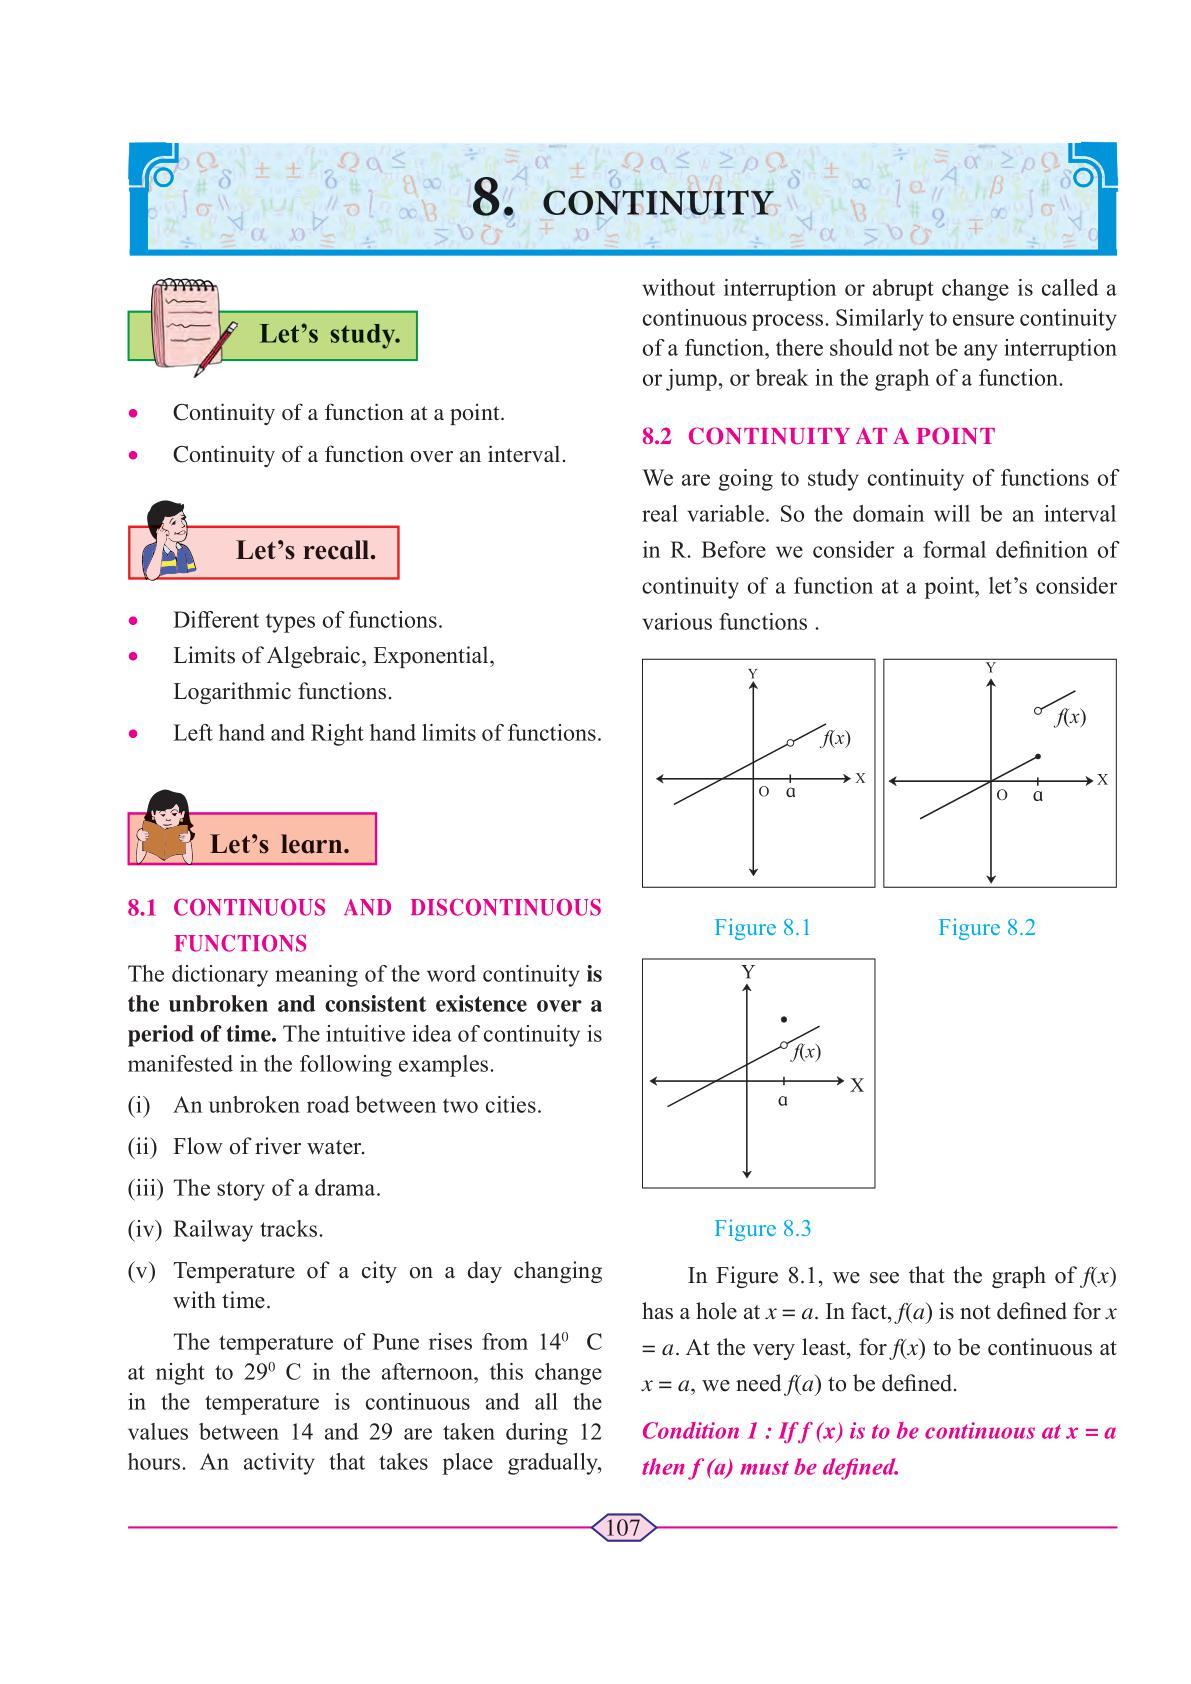 8. CONTINUITY
Let's study.
• Continuity of a function at a point.
• Continuity of a function over an interval.
Let's recall.
• Different types of functions.
• Limits of Algebraic, Exponential,
Logarithmic functions.
• Left hand and Right hand limits of functions.
Let's learn.
8.1 CONTINUOUS AND DISCONTINUOUS
FUNCTIONS
The dictionary meaning of the word continuity is
the unbroken and consistent existence over a
period of time. The intuitive idea of continuity is
manifested in the following examples.
(i) An unbroken road between two cities.
(ii) Flow of river water.
(iii) The story of a drama.
(iv) Railway tracks.
(v) Temperature of a city on a day changing
with time.
The temperature of Pune rises from 14⁰ C
at night to 29⁰ C in the afternoon, this change
in the temperature is continuous and all the
values between 14 and 29 are taken during 12
hours. An activity that takes place gradually,
without interruption or abrupt change is called a
continuous process. Similarly to ensure continuity
of a function, there should not be any interruption
or jump, or break in the graph of a function.
8.2 CONTINUITY AT A POINT
We are going to study continuity of functions of
real variable. So the domain will be an interval
in R. Before we consider a formal definition of
continuity of a function at a point, let's consider
various functions .
Y
f(x)
X
O a
Figure 8.1
Y
f(x)
X
O a
Figure 8.2
Y
f(x)
X
a
Figure 8.3
In Figure 8.1, we see that the graph of f(x)
has a hole at x = a. In fact, f(a) is not defined for x
= a. At the very least, for f(x) to be continuous at
x = a, we need f(a) to be defined.
Condition 1 : If f (x) is to be continuous at x = a
then f (a) must be defined.
107